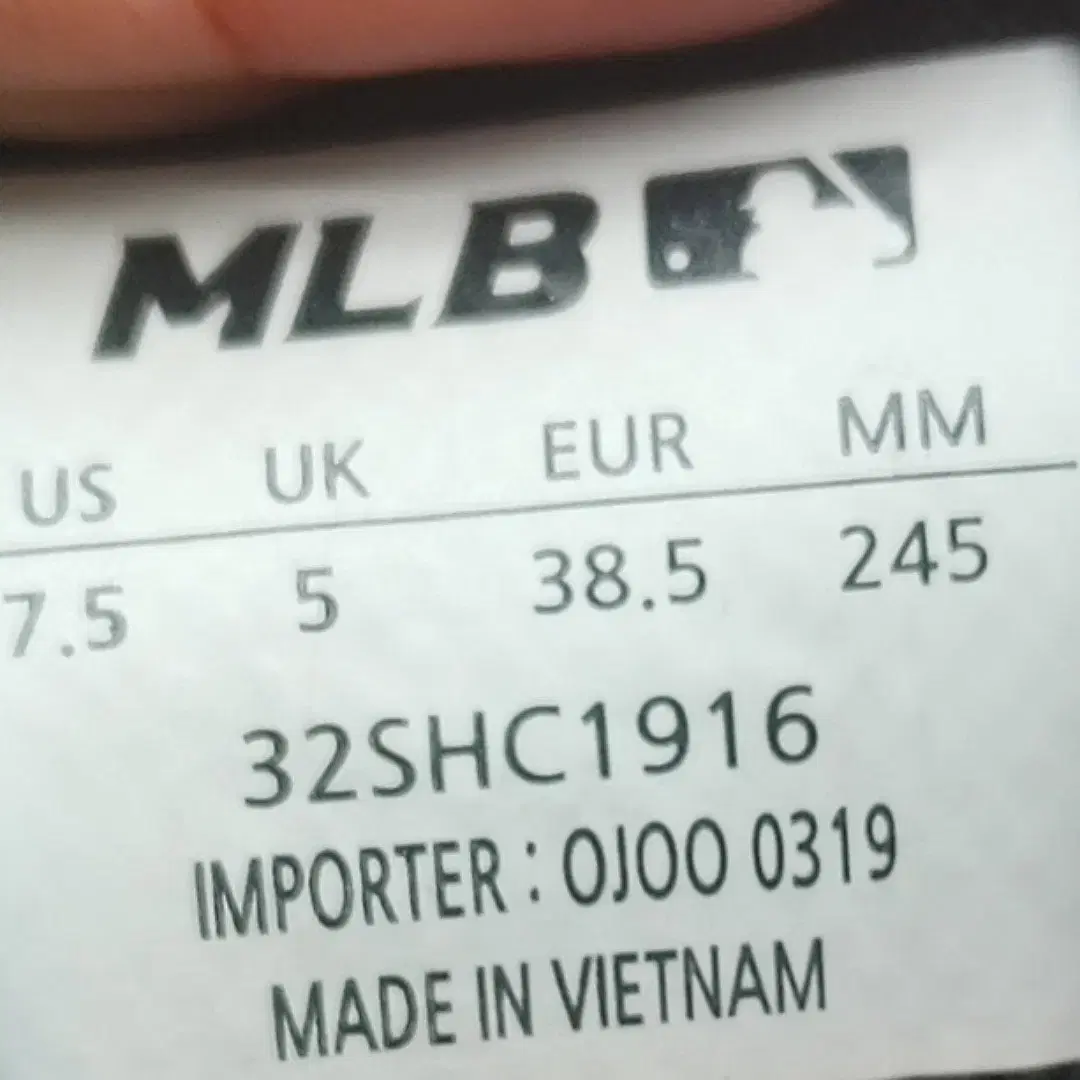 MLB
US UK EUR MM
7.5 5 38.5 245
32SHC1916
IMPORTER : OJOO 0319
MADE IN VIETNAM